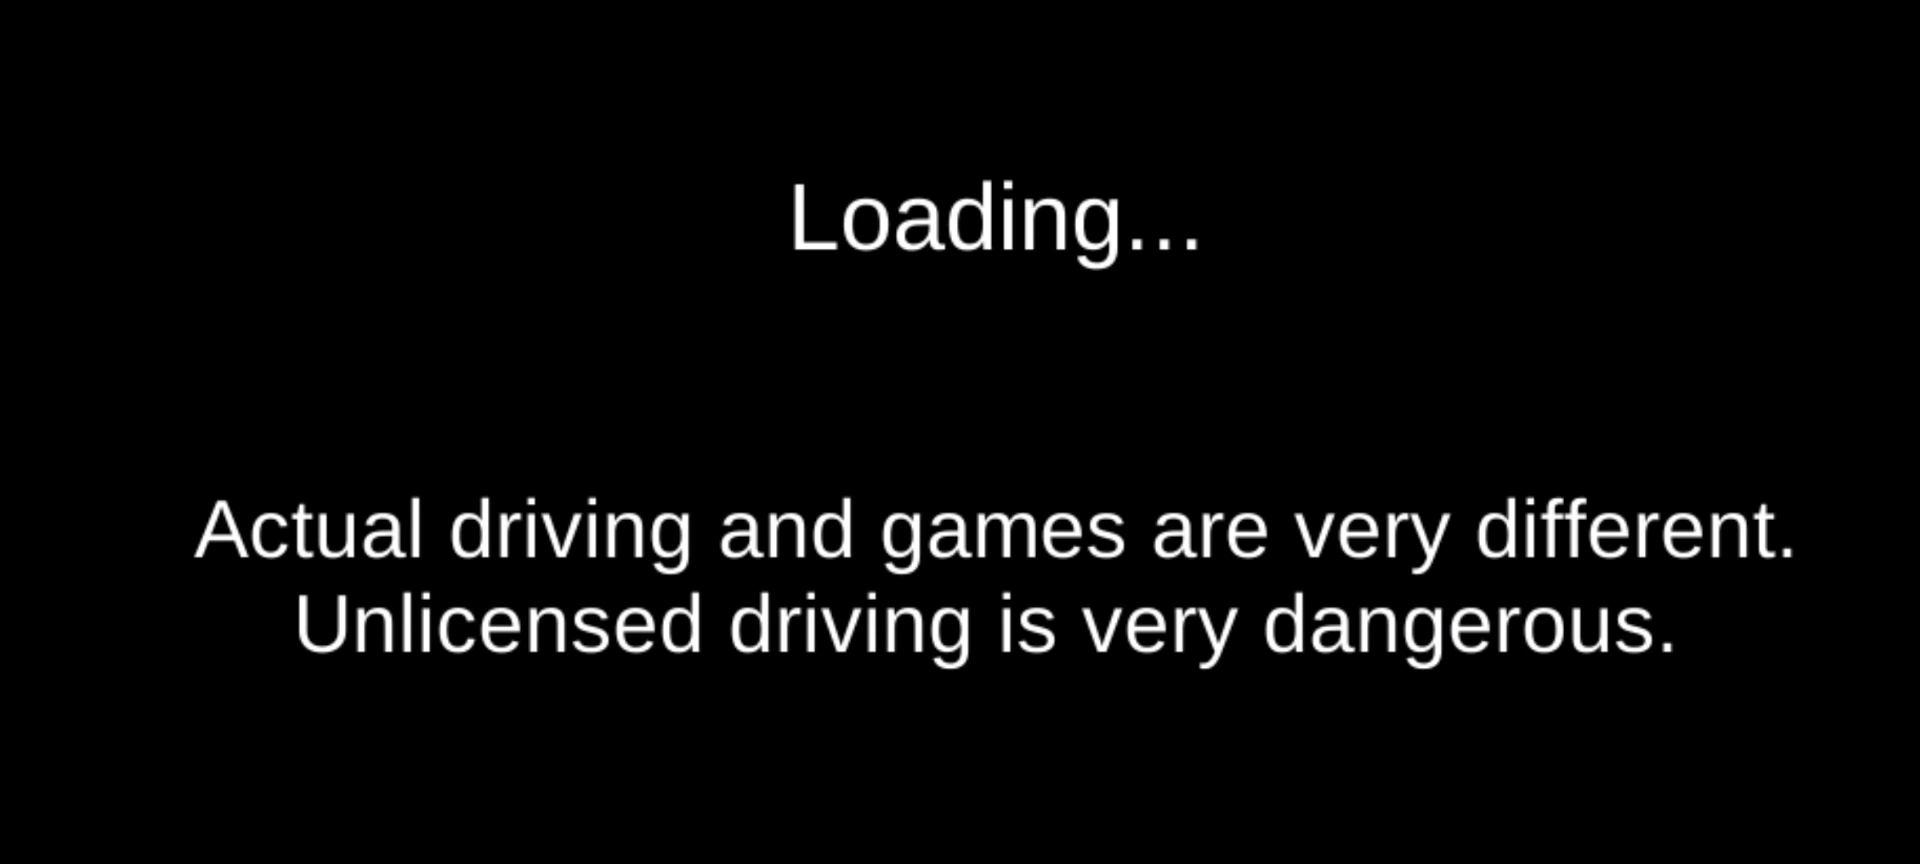 Loading...
Actual driving and games are very different.
Unlicensed driving is very dangerous.